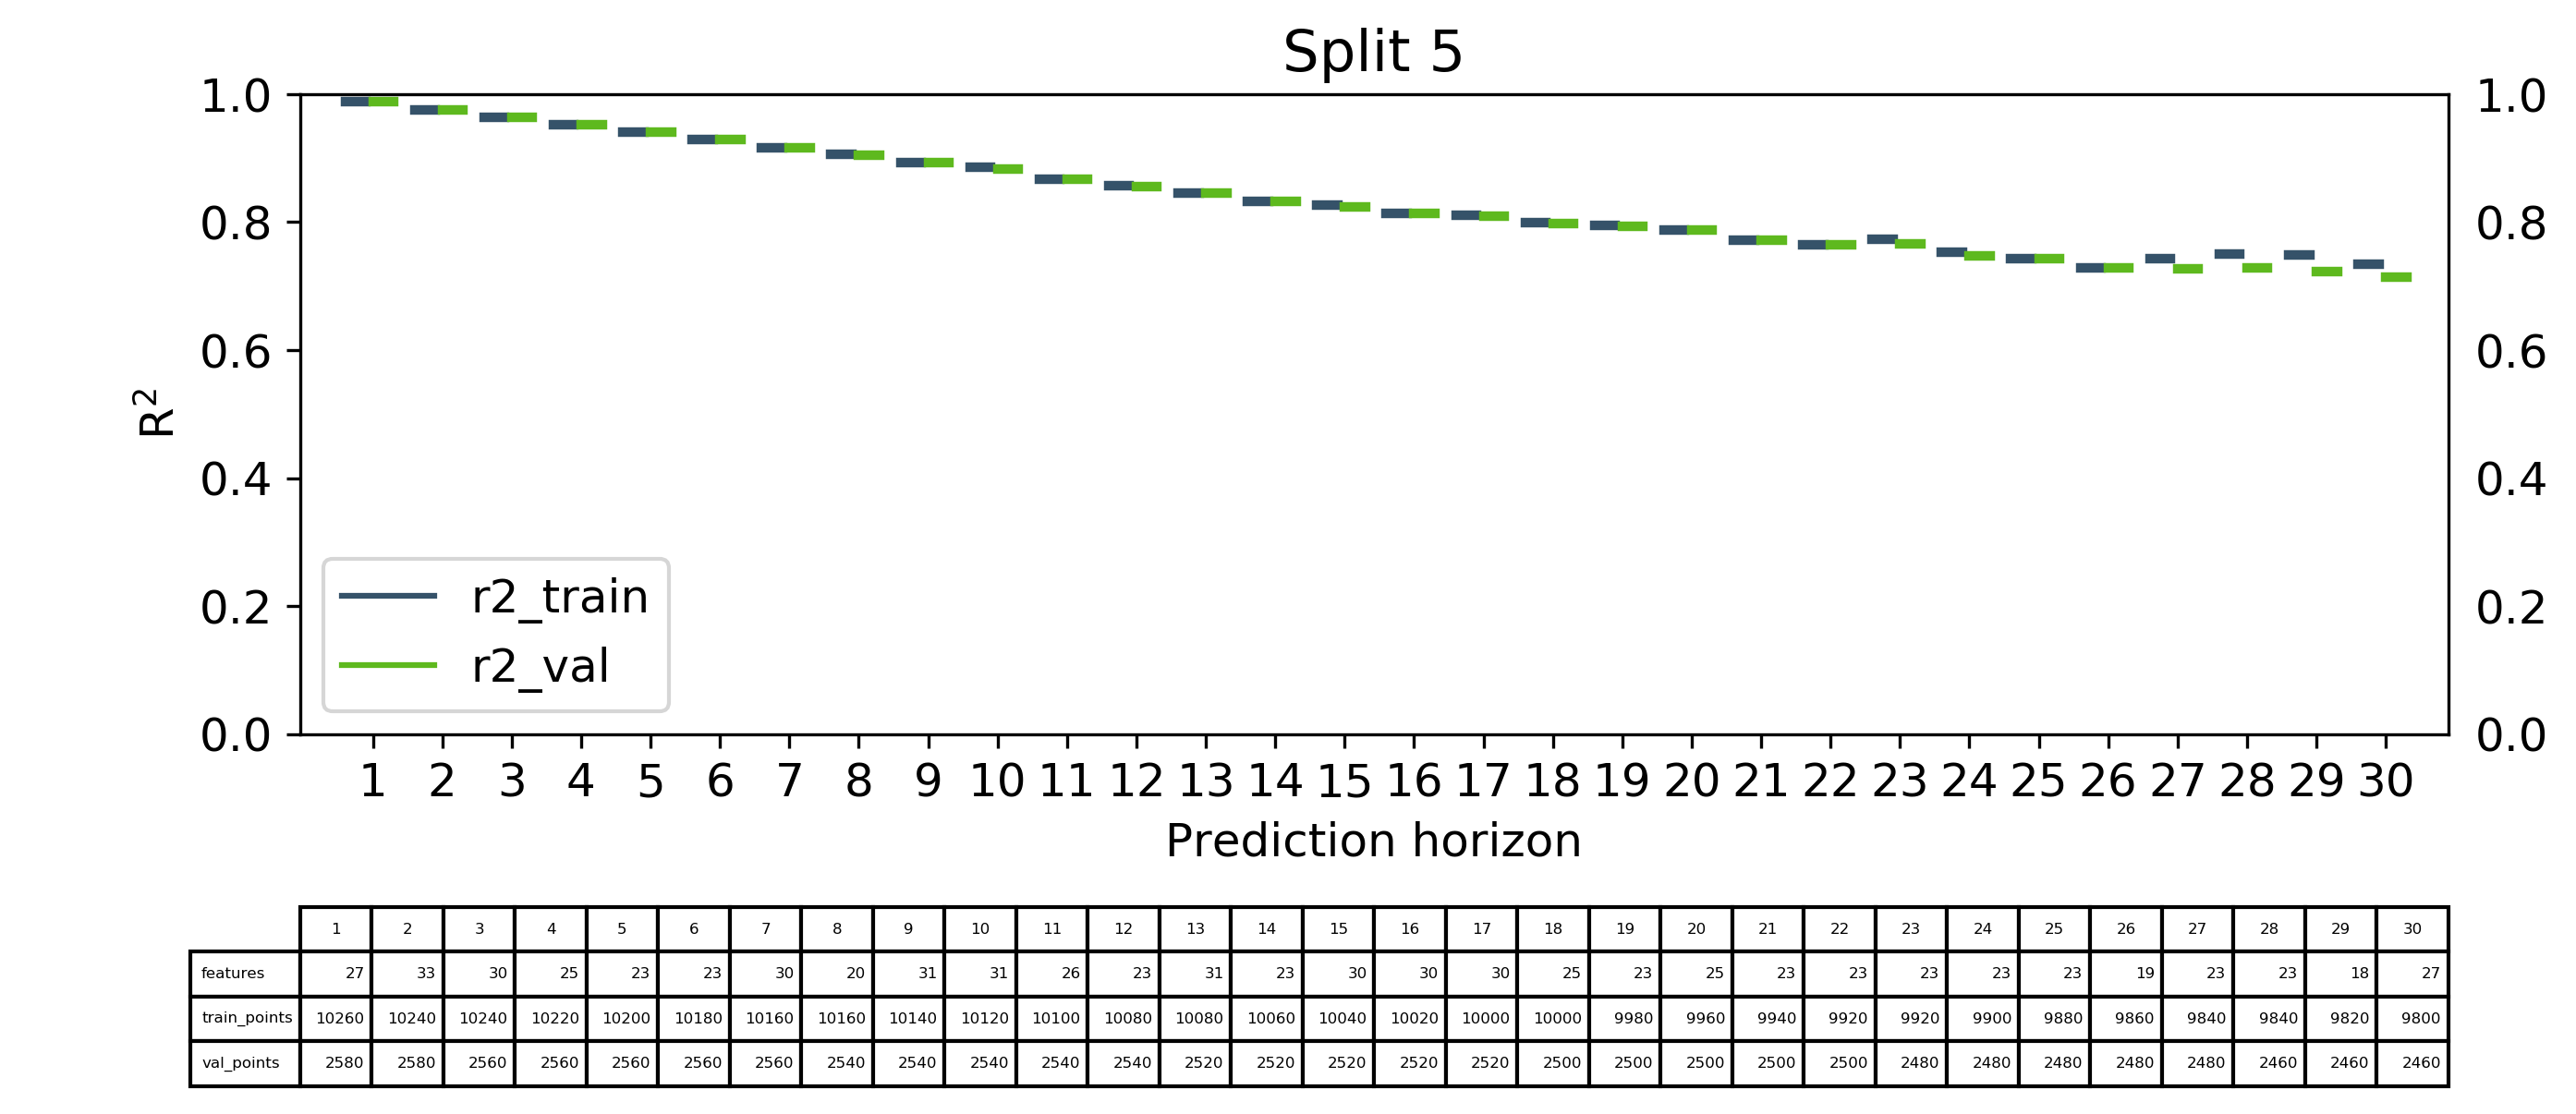 Split 5
1.0 1.0
0.8 0.8
0.6 0.6
0.4 0.4
0.2 0.2
0.0 0.0
R²
r2_train
r2_val
1 2 3 4 5 6 7 8 9 10 11 12 13 14 15 16 17 18 19 20 21 22 23 24 25 26 27 28 29 30
Prediction horizon
1 2 3 4 5 6 7 8 9 10 11 12 13 14 15 16 17 18 19 20 21 22 23 24 25 26 27 28 29 30
features 27 33 30 25 23 23 30 20 31 31 26 23 31 23 30 30 30 25 23 25 23 23 23 23 23 19 23 23 18 27
train_points 10260 10240 10240 10220 10200 10180 10160 10160 10140 10120 10100 10080 10080 10060 10040 10020 10000 10000 9980 9960 9940 9920 9920 9900 9880 9860 9840 9840 9820 9800
val_points 2580 2580 2560 2560 2560 2560 2560 2540 2540 2540 2540 2540 2520 2520 2520 2520 2520 2500 2500 2500 2500 2500 2480 2480 2480 2480 2480 2460 2460 2460